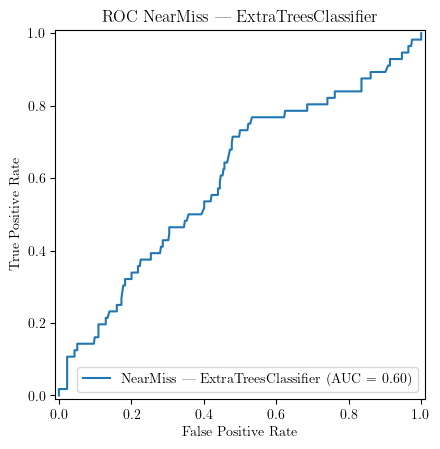 ROC NearMiss — ExtraTreesClassifier
1.0
0.8
0.6
0.4
0.2
0.0
True Positive Rate
NearMiss — ExtraTreesClassifier (AUC = 0.60)
0.0 0.2 0.4 0.6 0.8 1.0
False Positive Rate